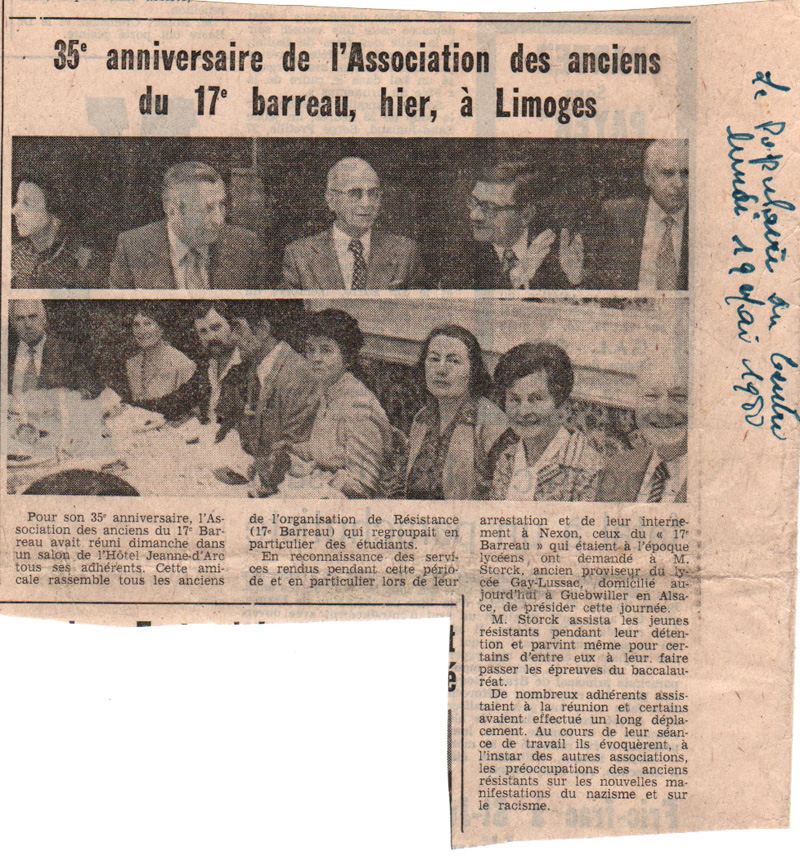 35e anniversaire de l'Association des anciens
du 17e barreau, hier, à Limoges
Le Populaire du Centre
lundi 19 Mai 1980
Pour son 35e anniversaire, l'As-
sociation des anciens du 17e Bar-
reau avait réuni dimanche dans
un salon de l'Hôtel Jeanne-d'Arc
tous ses adhérents. Cette ami-
cale rassemble tous les anciens
de l'organisation de Résistance
(17e Barreau) qui regroupait en
particulier des étudiants.
En reconnaissance des servi-
ces rendus pendant cette pério-
de et en particulier lors de leur
arrestation et de leur interne-
ment à Nexon, ceux du « 17e
Barreau » qui étaient à l'époque
lycéens ont demandé à M.
Storck, ancien proviseur du ly-
cée Gay-Lussac, domicilié au-
jourd'hui à Guebwiller en Alsa-
ce, de présider cette journée.
M. Storck assista les jeunes
résistants pendant leur déten-
tion et parvint même pour cer-
tains d'entre eux à leur faire
passer les épreuves du baccalau-
réat.
De nombreux adhérents assis-
taient à la réunion et certains
avaient effectué un long dépla-
cement. Au cours de leur séan-
ce de travail ils évoquèrent, à
l'instar des autres associations,
les préoccupations des anciens
résistants sur les nouvelles ma-
nifestations du nazisme et sur
le racisme.